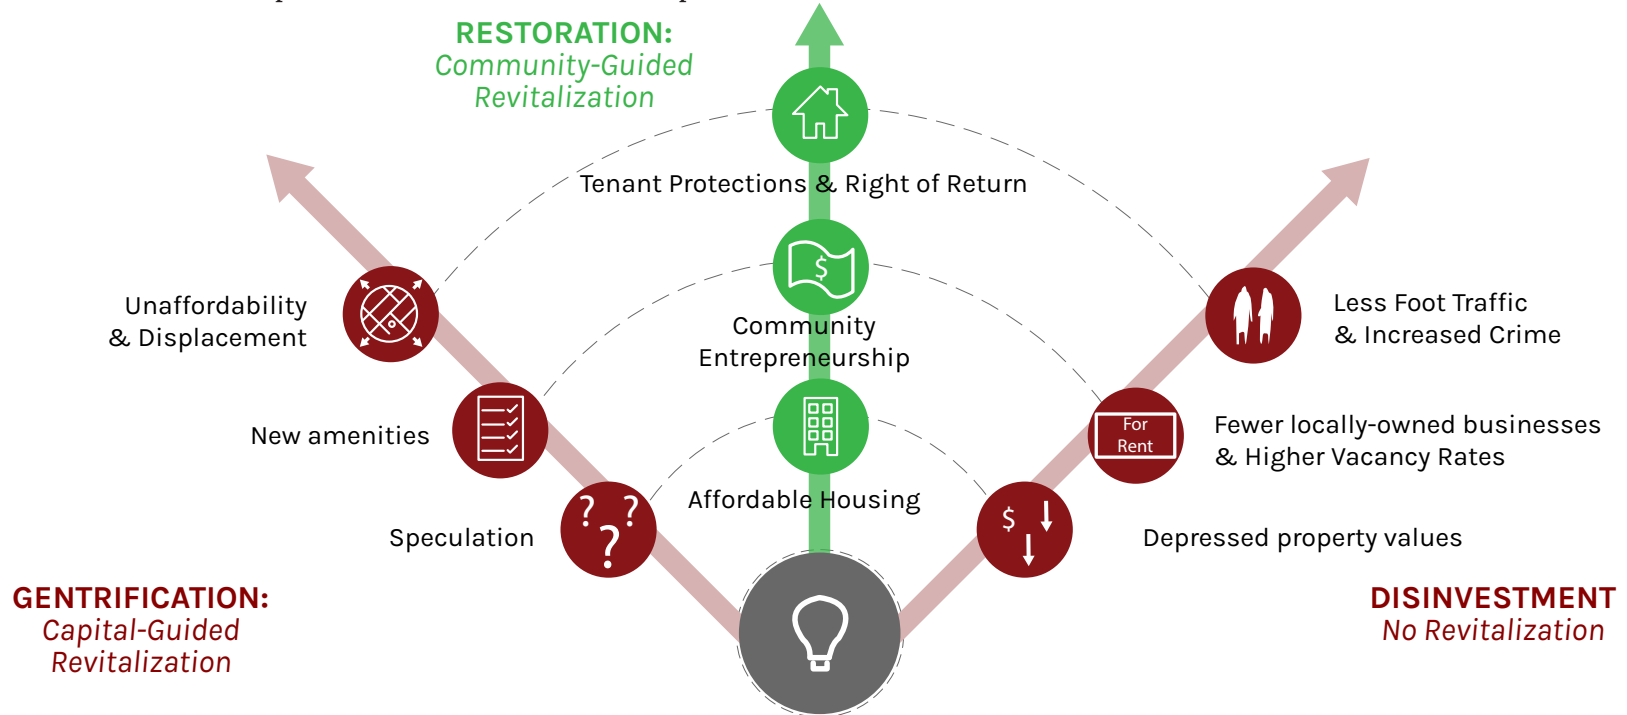 RESTORATION:
Community-Guided
Revitalization
Tenant Protections & Right of Return
$
Community
Entrepreneurship
Affordable Housing
Unaffordability
& Displacement
New amenities
? ?
?
Speculation
GENTRIFICATION:
Capital-Guided
Revitalization
Less Foot Traffic
& Increased Crime
For
Rent
Fewer locally-owned businesses
& Higher Vacancy Rates
$
Depressed property values
DISINVESTMENT
No Revitalization